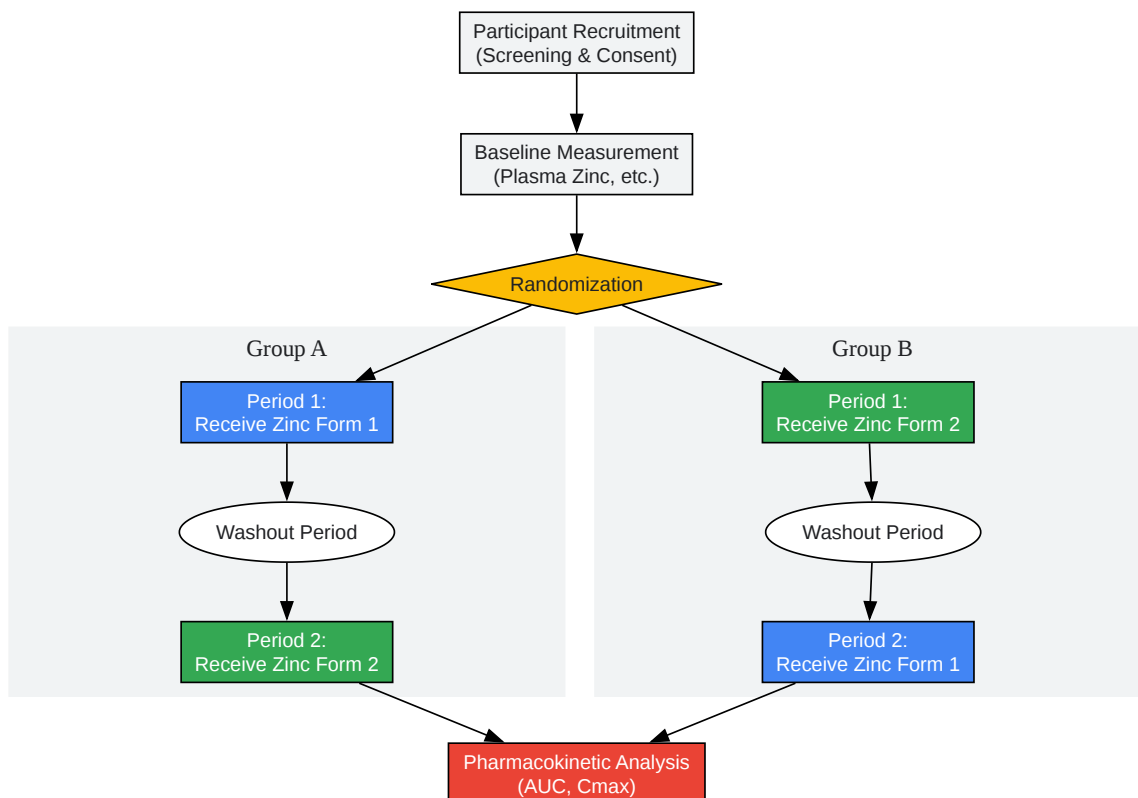 Participant Recruitment
(Screening & Consent)
Baseline Measurement
(Plasma Zinc, etc.)
Randomization
Group A
Period 1:
Receive Zinc Form 1
Washout Period
Period 2:
Receive Zinc Form 2
Group B
Period 1:
Receive Zinc Form 2
Washout Period
Period 2:
Receive Zinc Form 1
Pharmacokinetic Analysis
(AUC, Cmax)